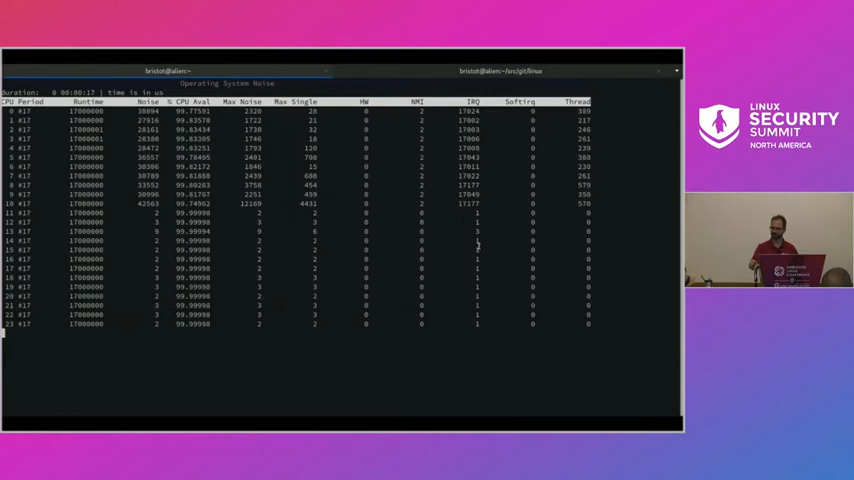 bristot@alien:~
bristot@alien:~/src/git/linux
Operating System Noise
duration: 0 00:00:17 | time is in us
CPU Period Runtime Noise % CPU Aval Max Noise Max Single HW NMI IRQ Softirq Thread
0 #17 17000000 38094 99.77591 2320 28 0 2 17024 0 389
1 #17 17000000 27916 99.83578 1722 21 0 2 17002 0 217
2 #17 17000001 28161 99.83434 1730 32 0 2 17003 0 246
3 #17 17000001 28380 99.83305 1746 18 0 2 17006 0 261
4 #17 17000000 28472 99.83251 1793 120 0 2 17008 0 239
5 #17 17000000 36557 99.78495 2401 708 0 2 17043 0 388
6 #17 17000000 30306 99.82172 1846 15 0 2 17011 0 230
7 #17 17000000 30789 99.81888 2439 608 0 2 17022 0 261
8 #17 17000000 33552 99.80263 3758 454 0 2 17177 0 579
9 #17 17000000 30996 99.81767 2251 459 0 2 17049 0 350
10 #17 17000000 42563 99.74962 12169 4431 0 2 17177 0 570
11 #17 17000000 2 99.99998 2 2 0 0 1 0 0
12 #17 17000000 3 99.99998 3 3 0 0 1 0 0
13 #17 17000000 9 99.99994 9 6 0 0 3 0 0
14 #17 17000000 2 99.99998 2 2 0 0 1 0 0
15 #17 17000000 2 99.99998 2 2 0 0 1 0 0
16 #17 17000000 2 99.99998 2 2 0 0 1 0 0
17 #17 17000000 2 99.99998 2 2 0 0 1 0 0
18 #17 17000000 3 99.99998 3 3 0 0 1 0 0
19 #17 17000000 3 99.99998 3 3 0 0 1 0 0
20 #17 17000000 2 99.99998 2 2 0 0 1 0 0
21 #17 17000000 3 99.99998 3 3 0 0 1 0 0
22 #17 17000000 3 99.99998 3 3 0 0 1 0 0
23 #17 17000000 2 99.99998 2 2 0 0 1 0 0
LINUX
SECURITY
SUMMIT
NORTH AMERICA